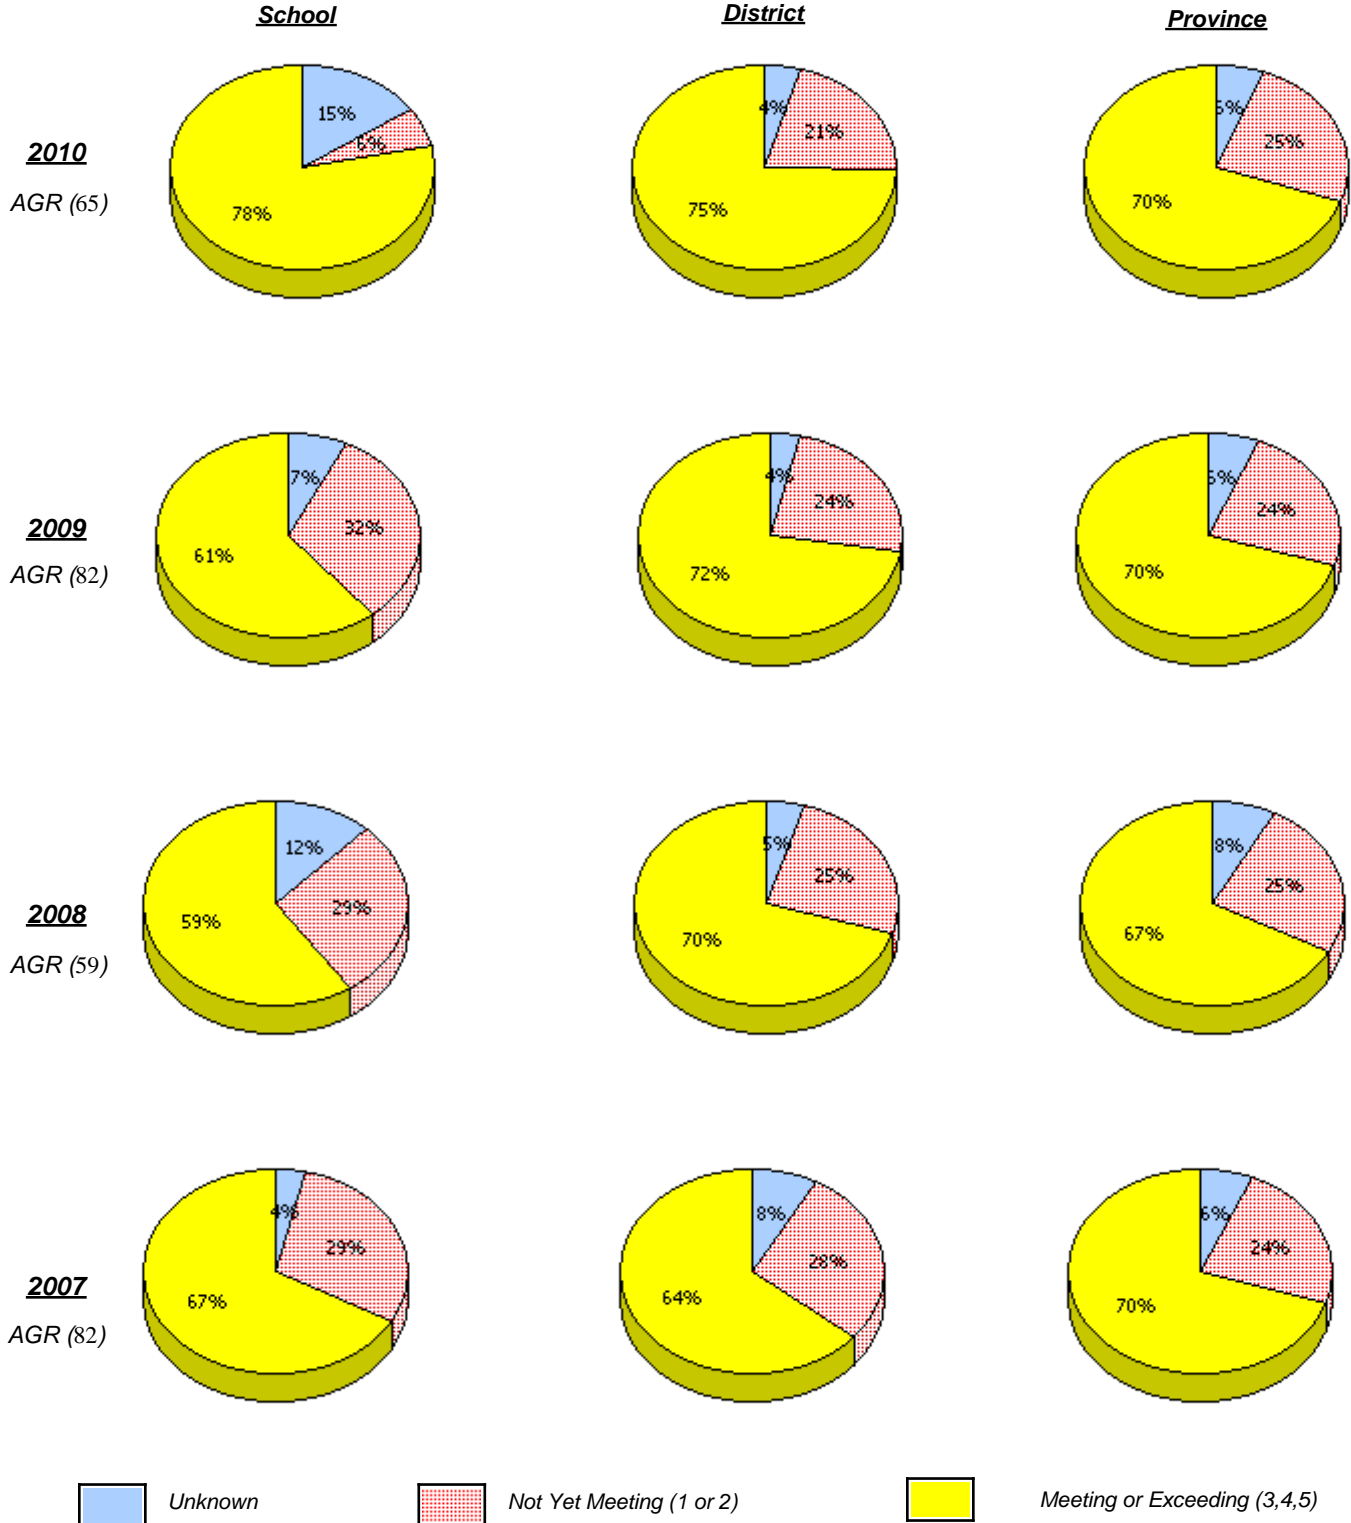 School District Province
2010
AGR (65)
15% 6% 78%
4% 21% 75%
25% 70%
2009
AGR (82)
7% 32% 61%
4% 24% 72%
6% 24% 70%
2008
AGR (59)
12% 29% 59%
5% 25% 70%
8% 25% 67%
2007
AGR (82)
4% 29% 67%
8% 28% 64%
6% 24% 70%
Unknown Not Yet Meeting (1 or 2) Meeting or Exceeding (3,4,5)